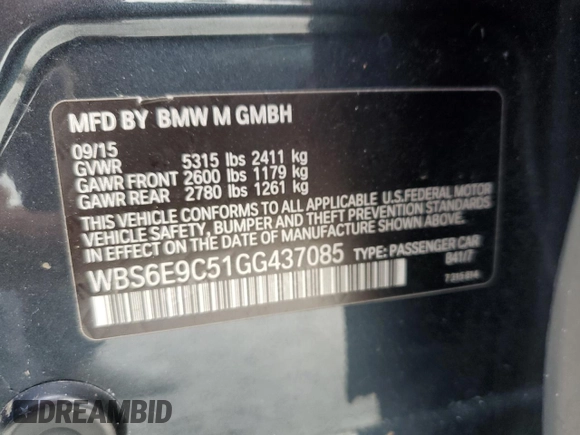 MFD BY BMW M GMBH
09/15
GVWR 5315 lbs 2411 kg
GAWR FRONT 2600 lbs 1179 kg
GAWR REAR 2780 lbs 1261 kg
THIS VEHICLE CONFORMS TO ALL APPLICABLE U.S.FEDERAL MOTOR
VEHICLE SAFETY, BUMPER AND THEFT PREVENTION STANDARDS
IN EFFECT ON THE DATE OF MANUFACTURE SHOWN ABOVE.
WBS6E9C51GG437085 TYPE: PASSENGER CAR
B41/T
DREAMBID